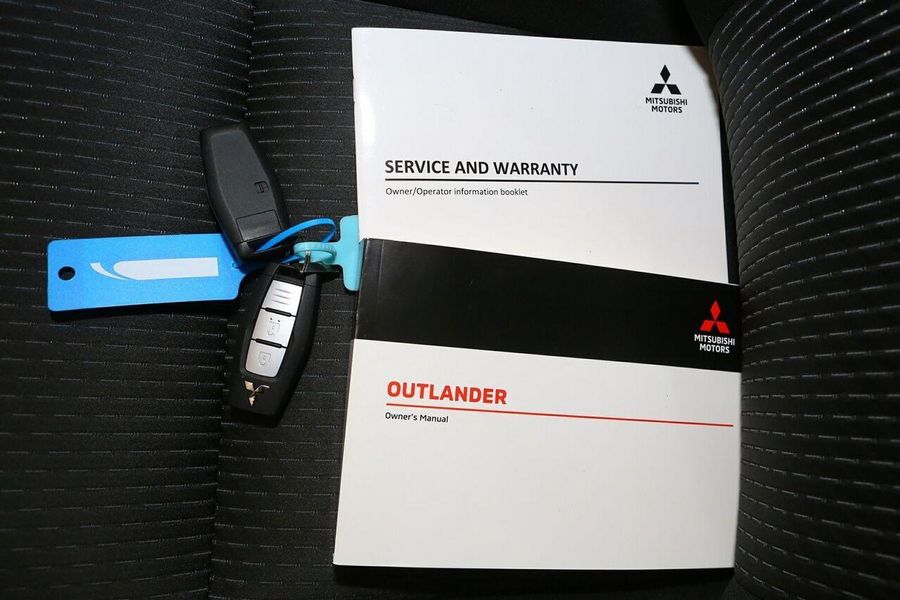 MITSUBISHI
MOTORS
SERVICE AND WARRANTY
Owner/Operator information booklet
MITSUBISHI
MOTORS
OUTLANDER
Owner's Manual